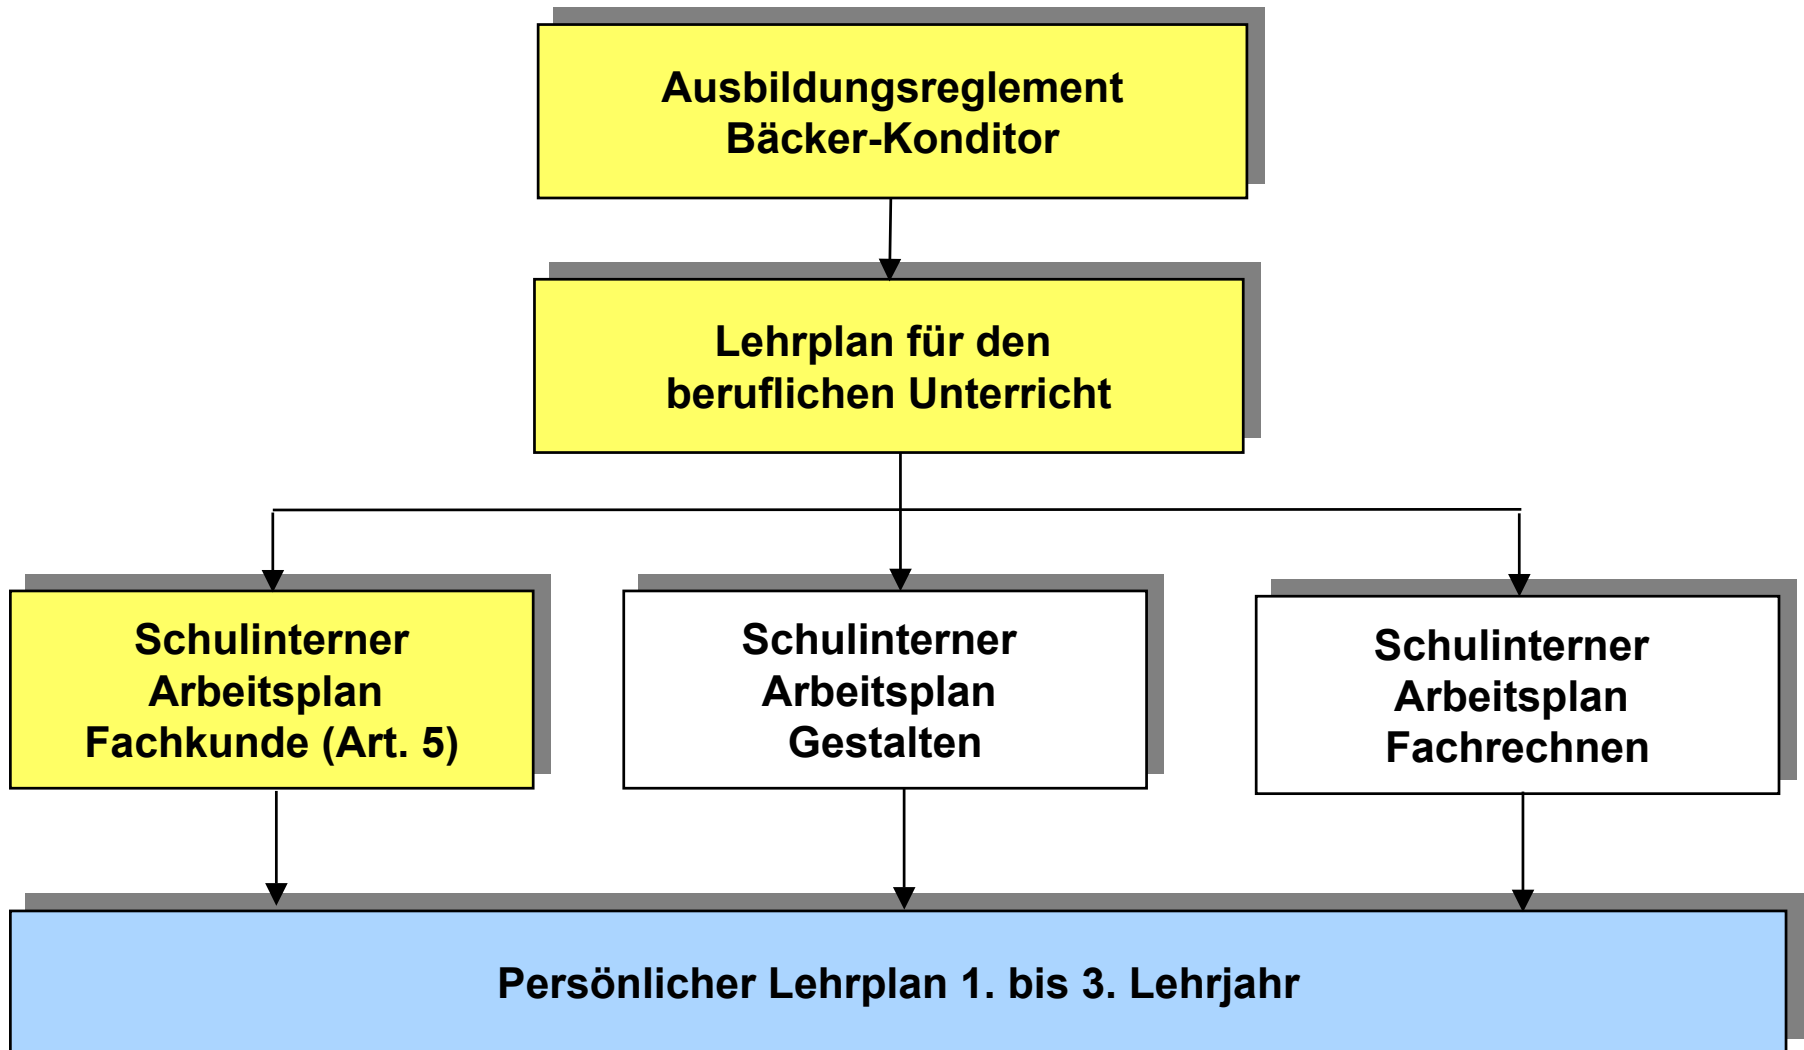 Ausbildungsreglement
Bäcker-Konditor
Lehrplan für den
beruflichen Unterricht
Schulinterner
Arbeitsplan
Fachkunde (Art. 5)
Schulinterner
Arbeitsplan
Gestalten
Schulinterner
Arbeitsplan
Fachrechnen
Persönlicher Lehrplan 1. bis 3. Lehrjahr